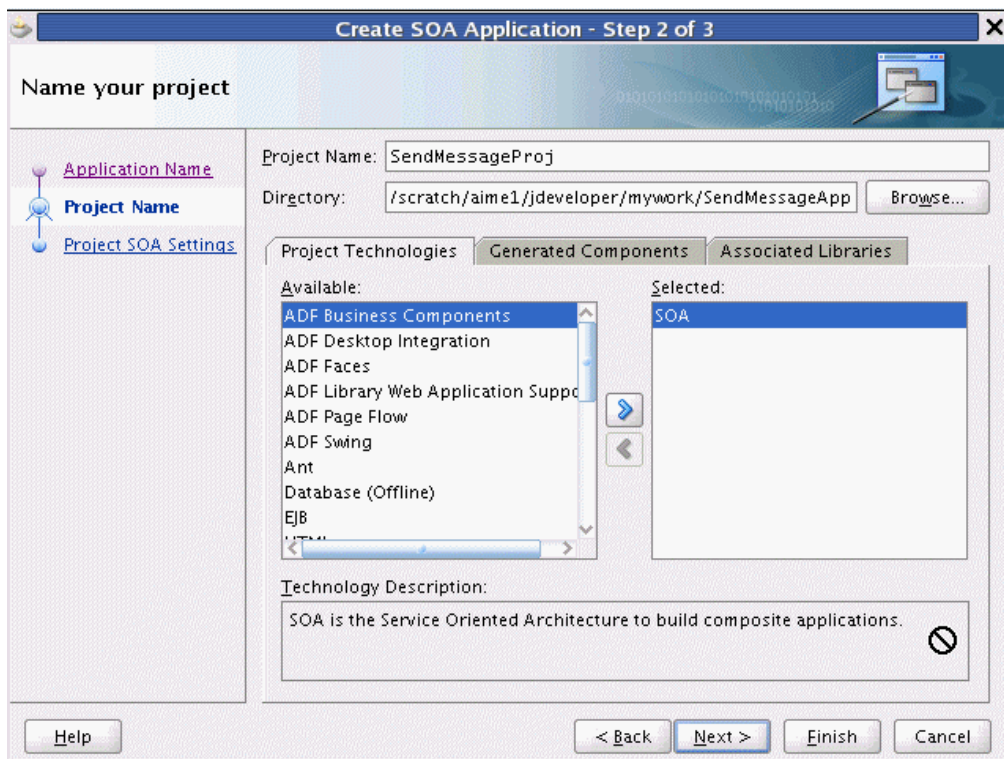 Create SOA Application - Step 2 of 3
Name your project
Application Name
Project Name
Project SOA Settings
Project Name: SendMessageProj
Directory: /scratch/aime1/jdeveloper/mywork/SendMessageApp Browse...
Project Technologies Generated Components Associated Libraries
Available:
ADF Business Components
ADF Desktop Integration
ADF Faces
ADF Library Web Application Suppo
ADF Page Flow
ADF Swing
Ant
Database (Offline)
EJB
Selected:
SOA
Technology Description:
SOA is the Service Oriented Architecture to build composite applications.
Help < Back Next > Finish Cancel